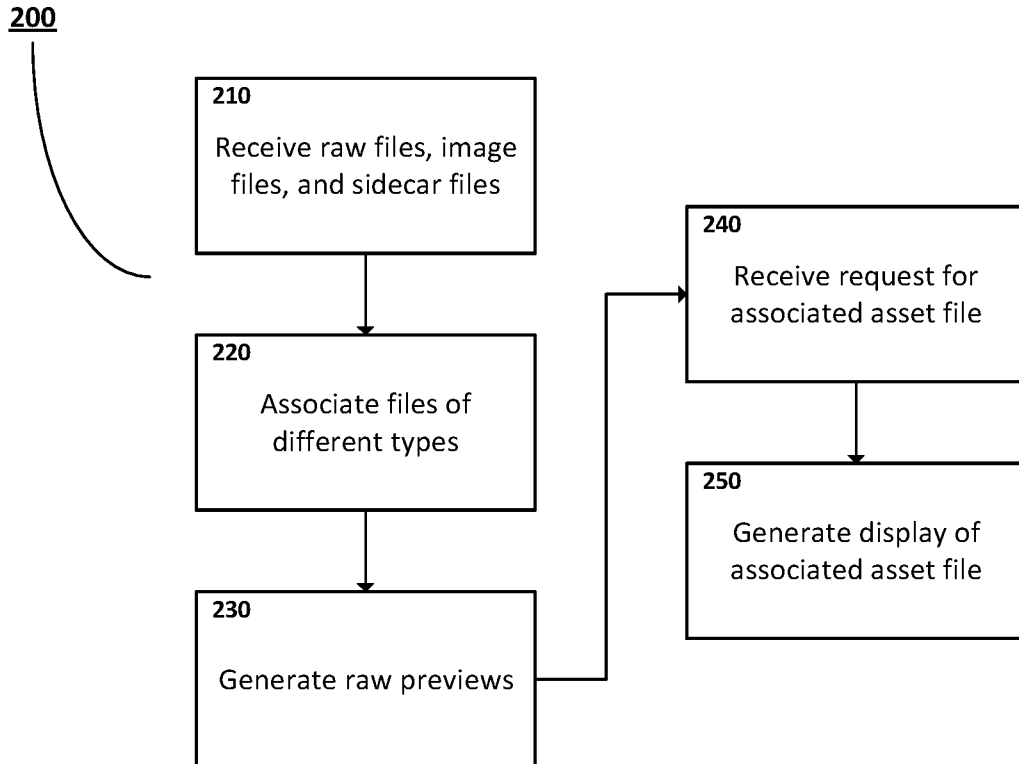 200
210
Receive raw files, image
files, and sidecar files
220
Associate files of
different types
230
Generate raw previews
240
Receive request for
associated asset file
250
Generate display of
associated asset file